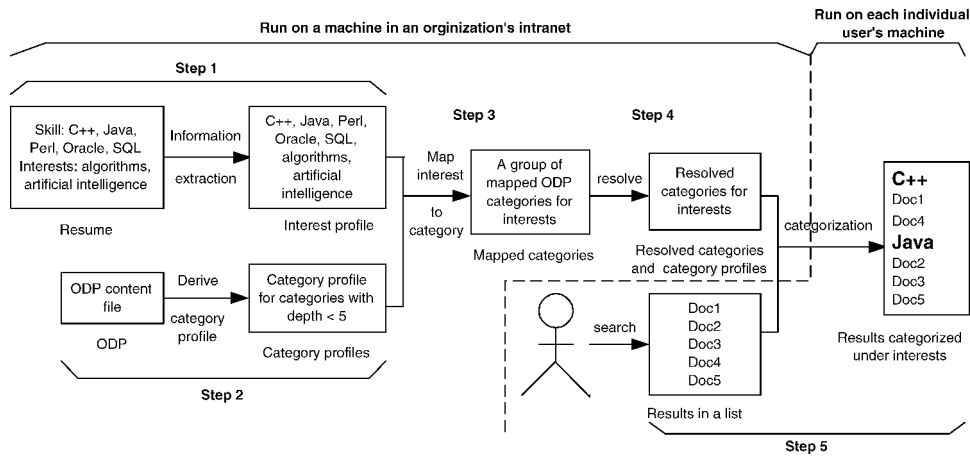 Run on a machine in an orginization's intranet
Run on each individual
user's machine
Step 1
Skill: C++, Java,
Perl, Oracle, SQL
Interests: algorithms,
artificial intelligence
Resume
Information
extraction
C++, Java, Perl,
Oracle, SQL,
algorithms,
artificial
intelligence
Interest profile
ODP content
file
ODP
Derive
category
profile
Category profile
for categories with
depth < 5
Category profiles
Step 2
Step 3
Map
interest
to
category
A group of
mapped ODP
categories for
interests
Mapped categories
Step 4
resolve
Resolved
categories for
interests
Resolved categories
and category profiles
search
Doc1
Doc2
Doc3
Doc4
Doc5
Results in a list
categorization
C++
Doc1
Doc4
Java
Doc2
Doc3
Doc5
Results categorized
under interests
Step 5